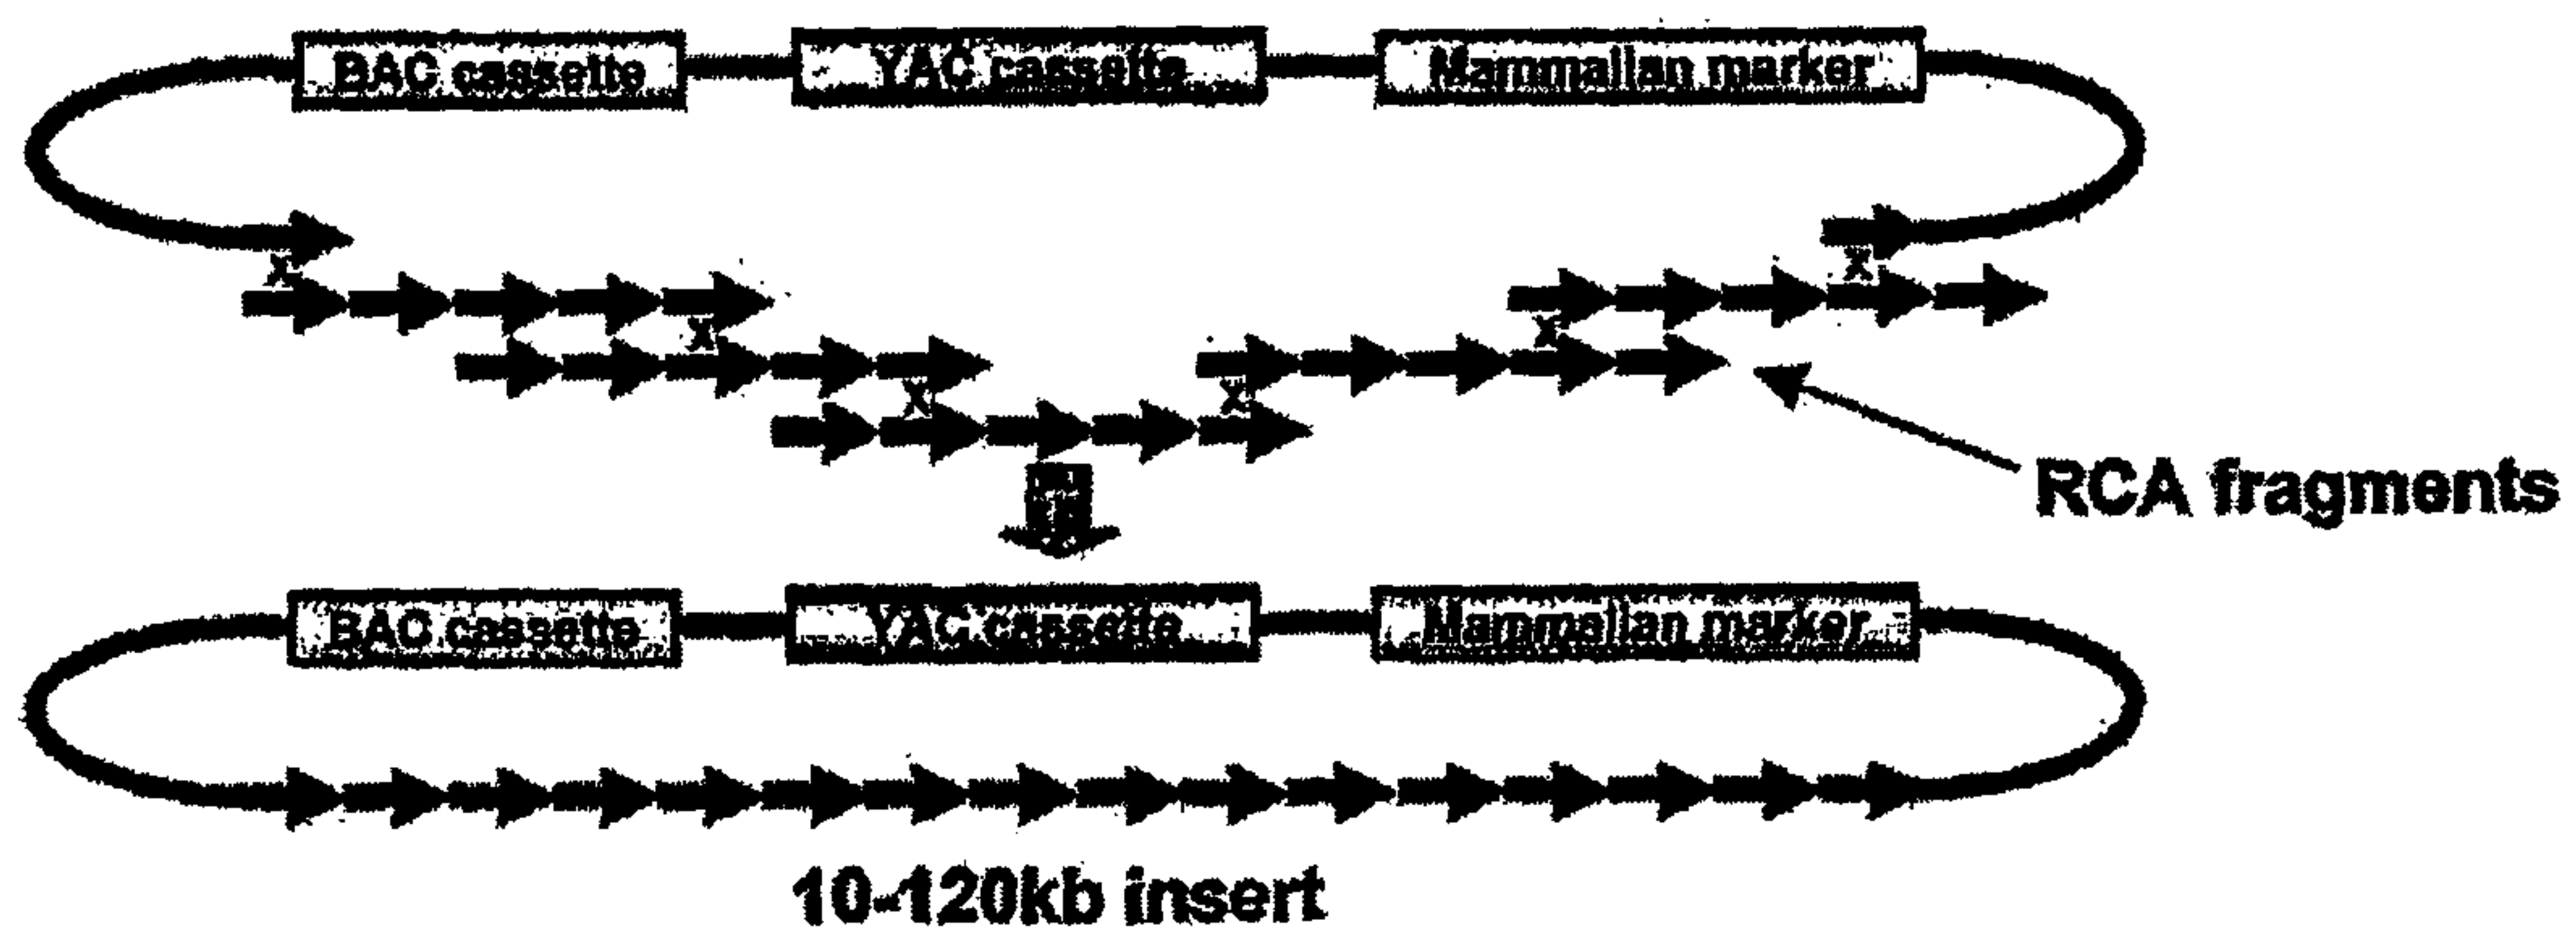 BAC cassette YAC cassette Mammalian marker
x x
x x
x x
RCA fragments
BAC cassette YAC cassette Mammalian marker
10-120kb insert